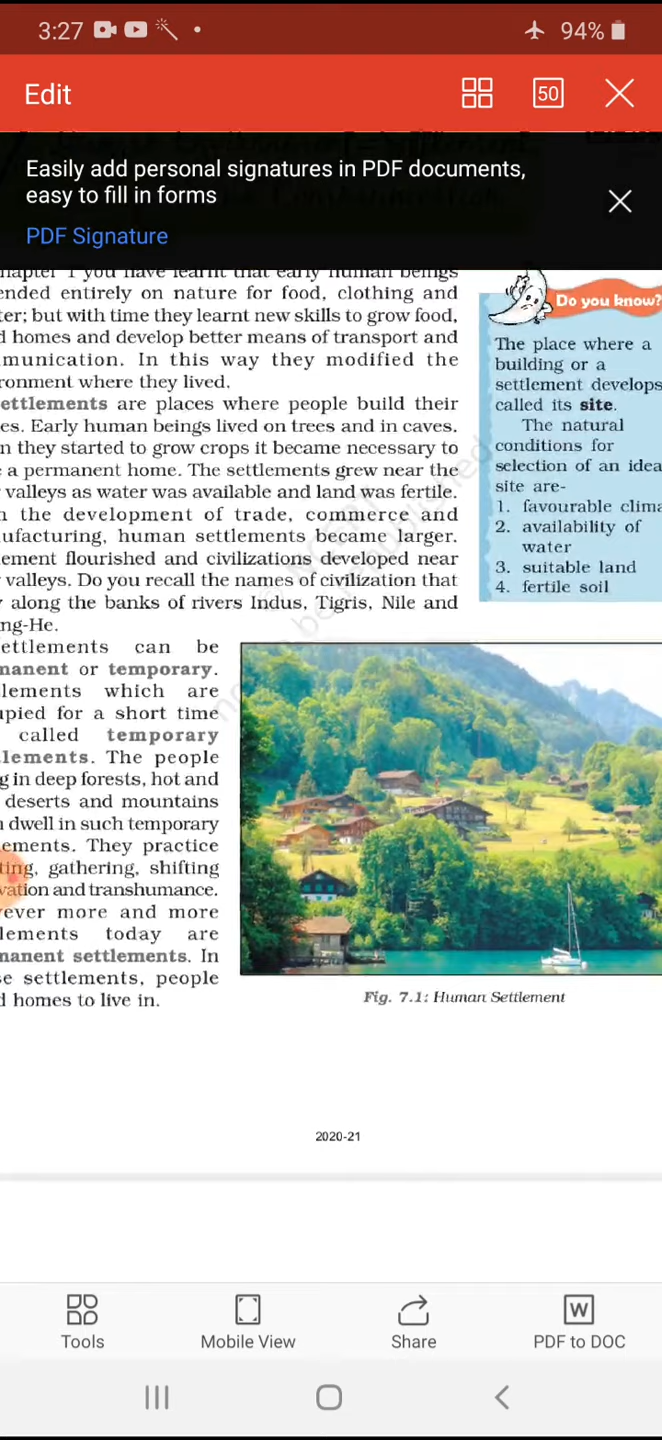 3:27
94%
Edit
50
Easily add personal signatures in PDF documents,
easy to fill in forms
PDF Signature
hapter 1 you have learnt that early human beings
ended entirely on nature for food, clothing and
ter; but with time they learnt new skills to grow food,
d homes and develop better means of transport and
munication. In this way they modified the
ronment where they lived.
ettlements are places where people build their
es. Early human beings lived on trees and in caves.
n they started to grow crops it became necessary to
e a permanent home. The settlements grew near the
valleys as water was available and land was fertile.
h the development of trade, commerce and
ufacturing, human settlements became larger.
lement flourished and civilizations developed near
valleys. Do you recall the names of civilization that
y along the banks of rivers Indus, Tigris, Nile and
ng-He.
ettlements can be
manent or temporary.
lements which are
upied for a short time
called temporary
lements. The people
g in deep forests, hot and
deserts and mountains
n dwell in such temporary
ements. They practice
ting, gathering, shifting
vation and transhumance.
ever more and more
lements today are
manent settlements. In
se settlements, people
d homes to live in.
Do you know?
The place where a
building or a
settlement develops
called its site.
The natural
conditions for
selection of an idea
site are-
1. favourable clima
2. availability of
water
3. suitable land
4. fertile soil
Fig. 7.1: Human Settlement
2020-21
Tools
Mobile View
Share
W
PDF to DOC